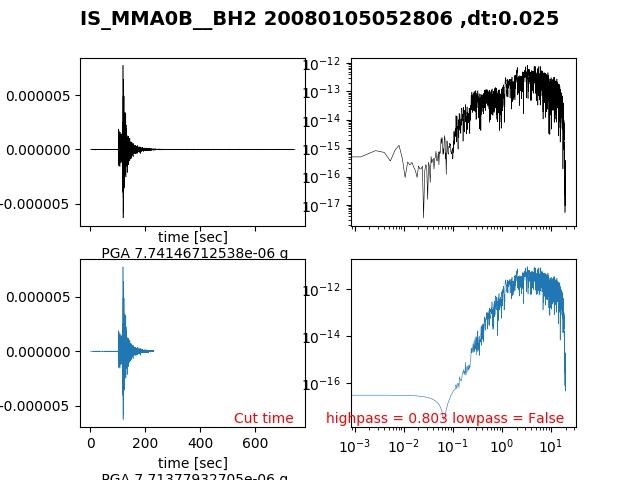 IS_MMA0B__BH2 20080105052806 ,dt:0.025
0.000005
0.000000
-0.000005
time [sec]
PGA 7.74146712538e-06 g
10^-12
10^-13
10^-14
10^-15
10^-16
10^-17
0.000005
0.000000
-0.000005
Cut time
0 200 400 600
time [sec]
PGA 7.71377932705e-06 g
10^-12
10^-14
10^-16
highpass = 0.803 lowpass = False
10^-3 10^-2 10^-1 10^0 10^1